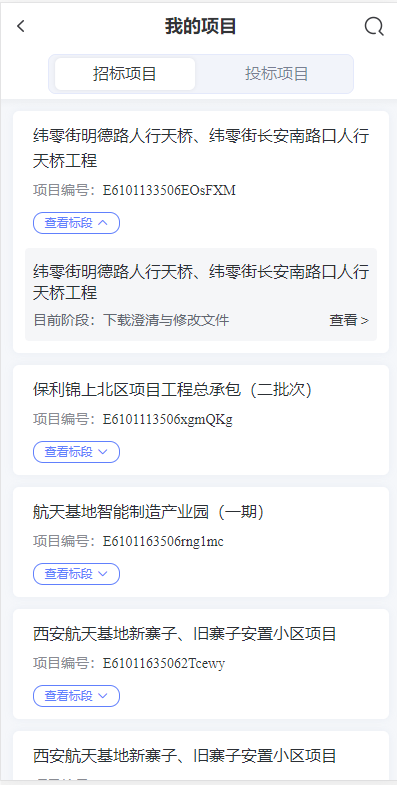 我的项目
招标项目
投标项目
纬零街明德路人行天桥、纬零街长安南路口人行
天桥工程
项目编号：E6101133506EOsFXM
查看标段
纬零街明德路人行天桥、纬零街长安南路口人行
天桥工程
目前阶段：下载澄清与修改文件
查看 >
保利锦上北区项目工程总承包（二批次）
项目编号：E6101113506xgmQKg
查看标段
航天基地智能制造产业园（一期）
项目编号：E6101163506rng1mc
查看标段
西安航天基地新寨子、旧寨子安置小区项目
项目编号：E61011635062Tcewy
查看标段
西安航天基地新寨子、旧寨子安置小区项目